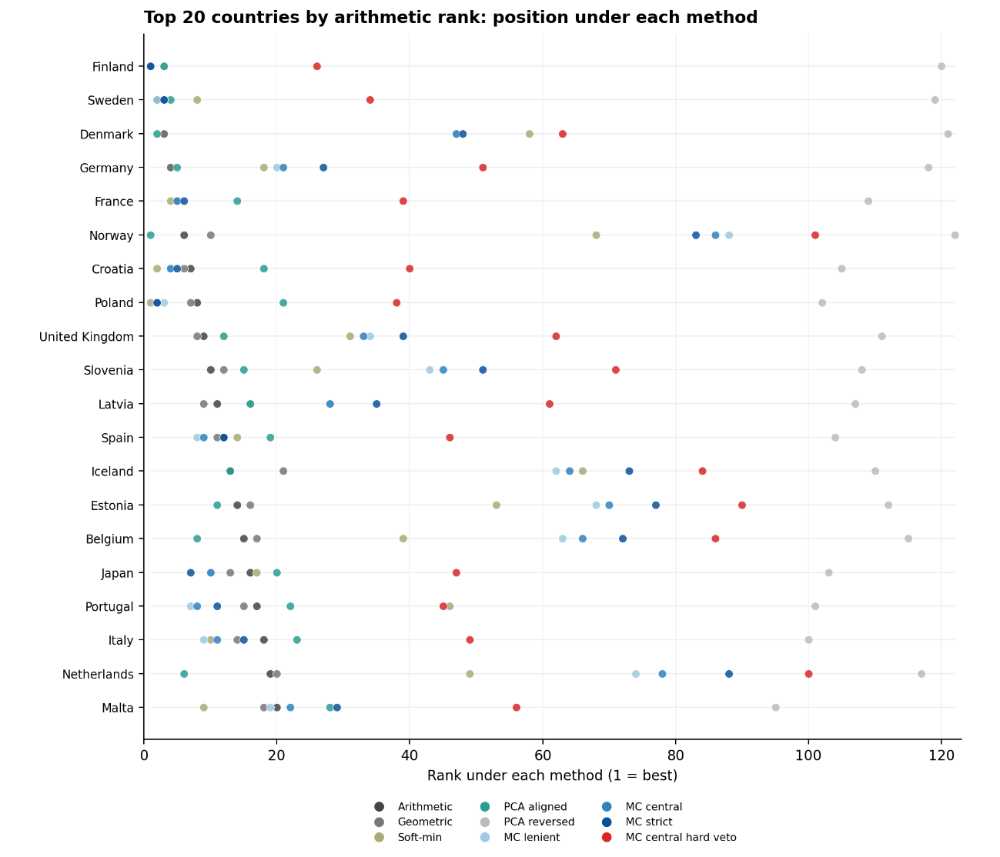 Top 20 countries by arithmetic rank: position under each method
Finland
Sweden
Denmark
Germany
France
Norway
Croatia
Poland
United Kingdom
Slovenia
Latvia
Spain
Iceland
Estonia
Belgium
Japan
Portugal
Italy
Netherlands
Malta
0 20 40 60 80 100 120
Rank under each method (1 = best)
Arithmetic PCA aligned MC central
Geometric PCA reversed MC strict
Soft-min MC lenient MC central hard veto